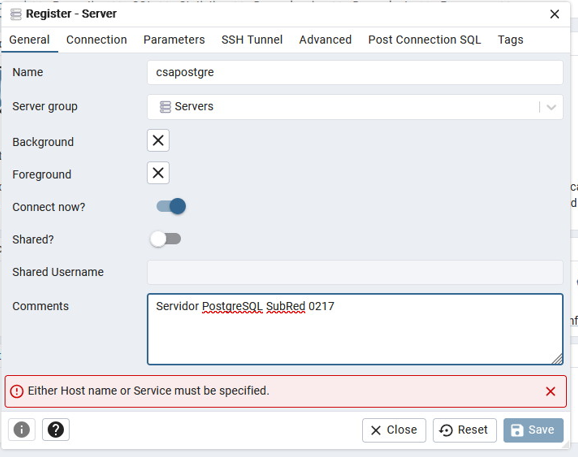 Register - Server
General Connection Parameters SSH Tunnel Advanced Post Connection SQL Tags
Name csapostgre
Server group Servers
Background
Foreground
Connect now?
Shared?
Shared Username
Comments Servidor PostgreSQL SubRed 0217
Either Host name or Service must be specified.
Close Reset Save